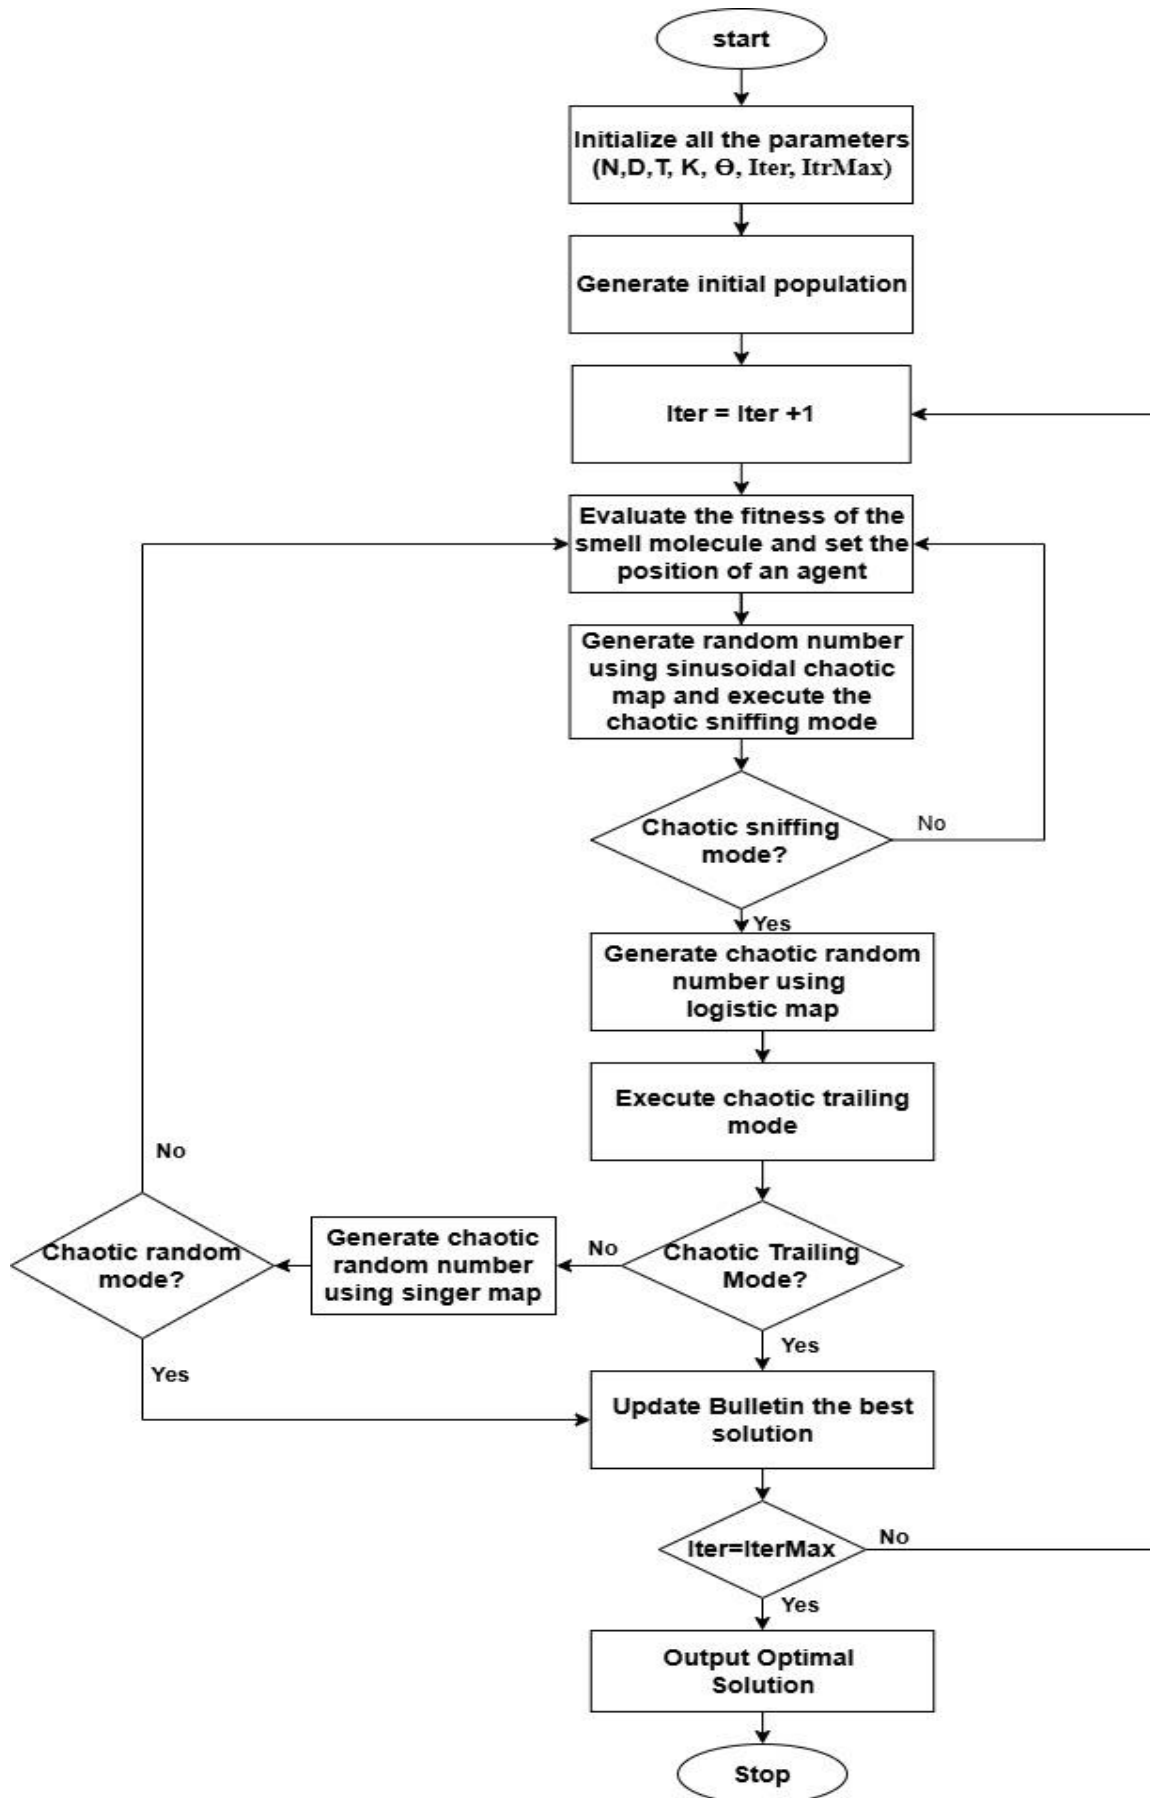 start
Initialize all the parameters
(N,D,T, K, Ө, Iter, ItrMax)
Generate initial population
Iter = Iter +1
Evaluate the fitness of the
smell molecule and set the
position of an agent
Generate random number
using sinusoidal chaotic
map and execute the
chaotic sniffing mode
Chaotic sniffing
mode?
No
Yes
Generate chaotic random
number using
logistic map
Execute chaotic trailing
mode
No
Chaotic random
mode?
Generate chaotic
random number
using singer map
No
Chaotic Trailing
Mode?
Yes
Yes
Update Bulletin the best
solution
Iter=IterMax
No
Yes
Output Optimal
Solution
Stop